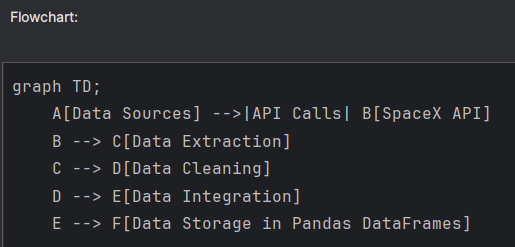 Flowchart:
graph TD;
    A[Data Sources] -->|API Calls| B[SpaceX API]
    B --> C[Data Extraction]
    C --> D[Data Cleaning]
    D --> E[Data Integration]
    E --> F[Data Storage in Pandas DataFrames]